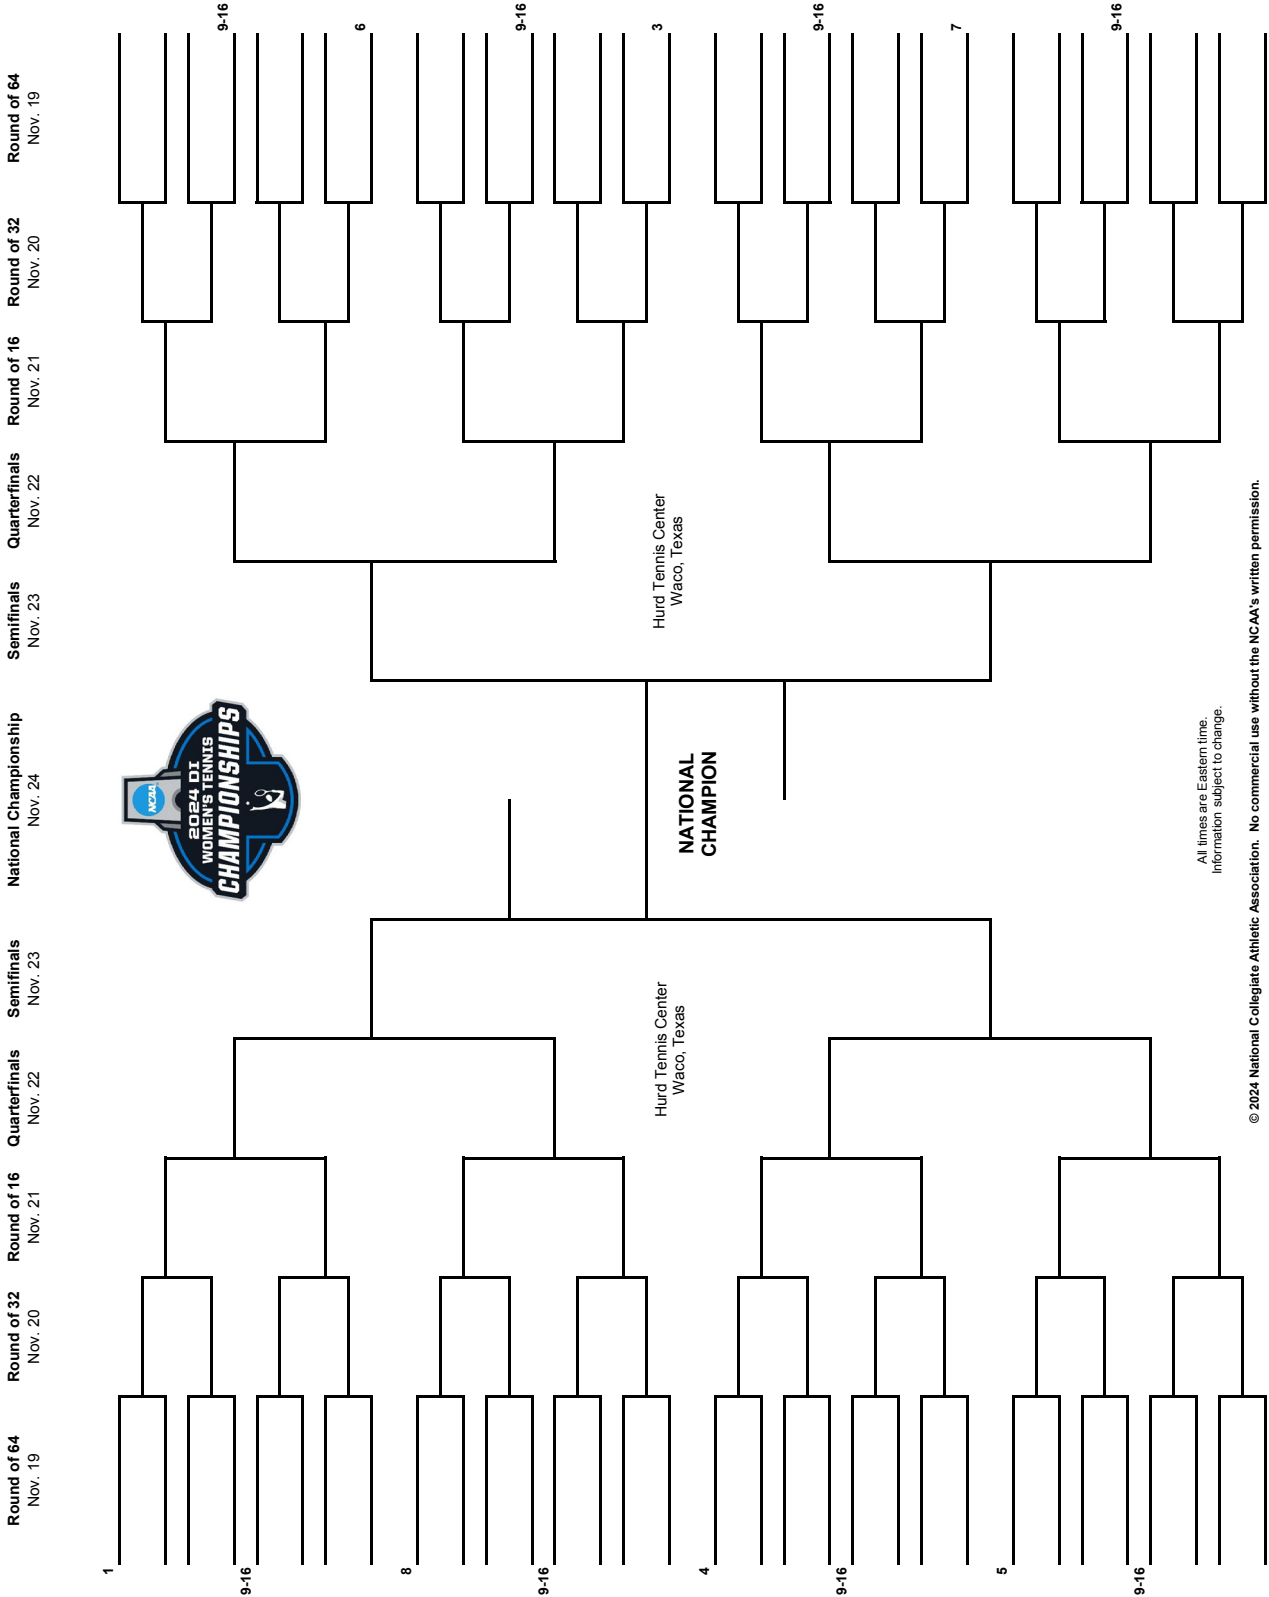 Round of 64 Round of 32 Round of 16 Quarterfinals Semifinals National Championship Semifinals Quarterfinals Round of 16 Round of 32 Round of 64
Nov. 19 Nov. 20 Nov. 21 Nov. 22 Nov. 23 Nov. 24 Nov. 23 Nov. 22 Nov. 21 Nov. 20 Nov. 19
1
NCAA
2024 DI
WOMEN'S TENNIS
CHAMPIONSHIPS
9-16
9-16
6
8
9-16
9-16
Hurd Tennis Center
Waco, Texas
Hurd Tennis Center
Waco, Texas
3
NATIONAL
CHAMPION
4
9-16
9-16
7
5
9-16
9-16
All times are Eastern time.
Information subject to change.
© 2024 National Collegiate Athletic Association. No commercial use without the NCAA's written permission.